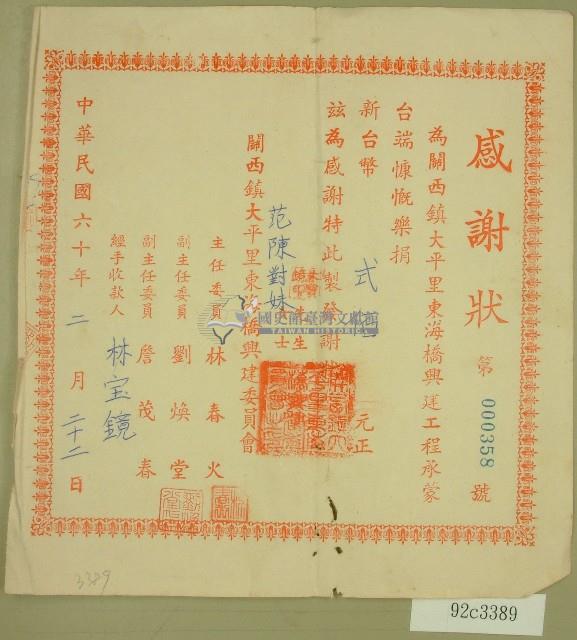 感謝狀
第 000358 號
為關西鎮大平里東海橋興建工程承蒙
台端慷慨樂捐
新台幣 弍 元正
玆為感謝特此製發謝
范陳對妹 先生
士
關西鎮大平里東海橋興建委員會
主任委員 林春火
副主任委員 劉煥堂
副主任委員 詹茂春
經手收款人 林宝鏡
中華民國六十年 二 月 二十二 日
國史館臺灣文獻館
TAIWAN HISTORICA
3389
92c3389